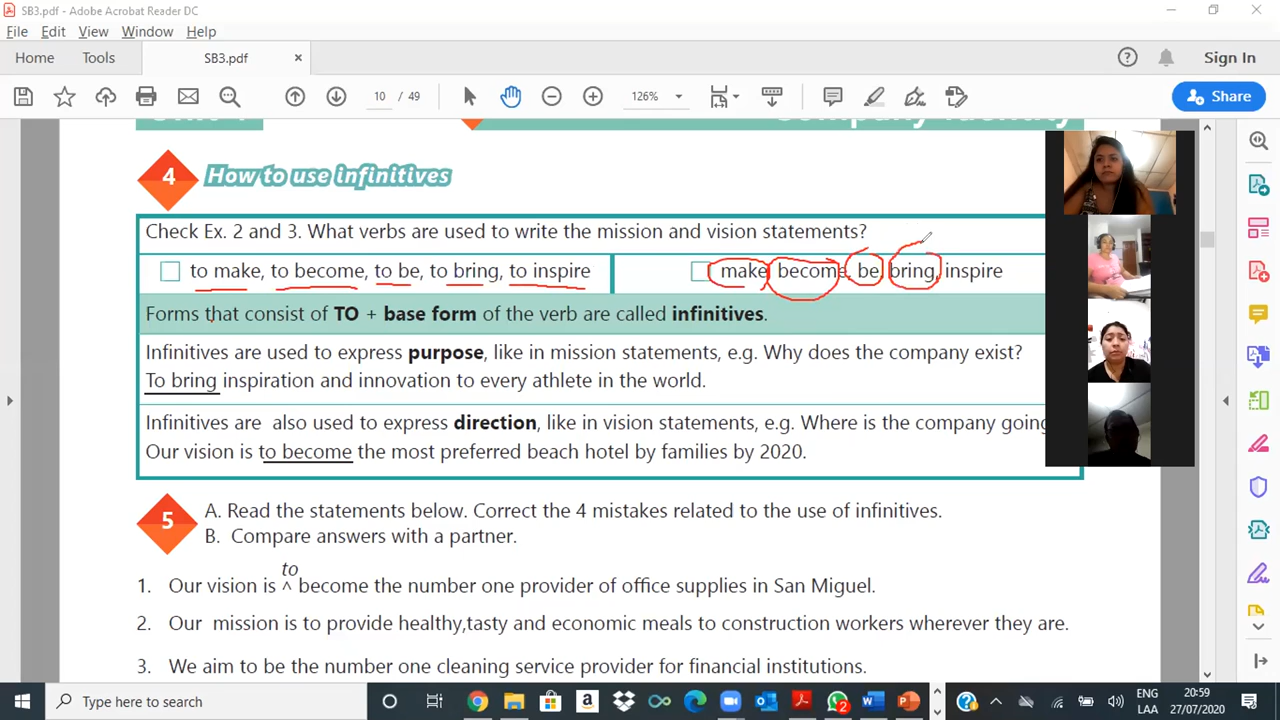 SB3.pdf - Adobe Acrobat Reader DC
File Edit View Window Help
Home Tools SB3.pdf × Sign In
10 / 49 126% Share
4 How to use infinitives
Check Ex. 2 and 3. What verbs are used to write the mission and vision statements?
to make, to become, to be, to bring, to inspire
make become, be, bring, inspire
Forms that consist of TO + base form of the verb are called infinitives.
Infinitives are used to express purpose, like in mission statements, e.g. Why does the company exist?
To bring inspiration and innovation to every athlete in the world.
Infinitives are also used to express direction, like in vision statements, e.g. Where is the company going
Our vision is to become the most preferred beach hotel by families by 2020.
5 A. Read the statements below. Correct the 4 mistakes related to the use of infinitives.
B. Compare answers with a partner.
to
1. Our vision is ^ become the number one provider of office supplies in San Miguel.
2. Our mission is to provide healthy,tasty and economic meals to construction workers wherever they are.
3. We aim to be the number one cleaning service provider for financial institutions.
Type here to search
2
ENG 20:59
LAA 27/07/2020